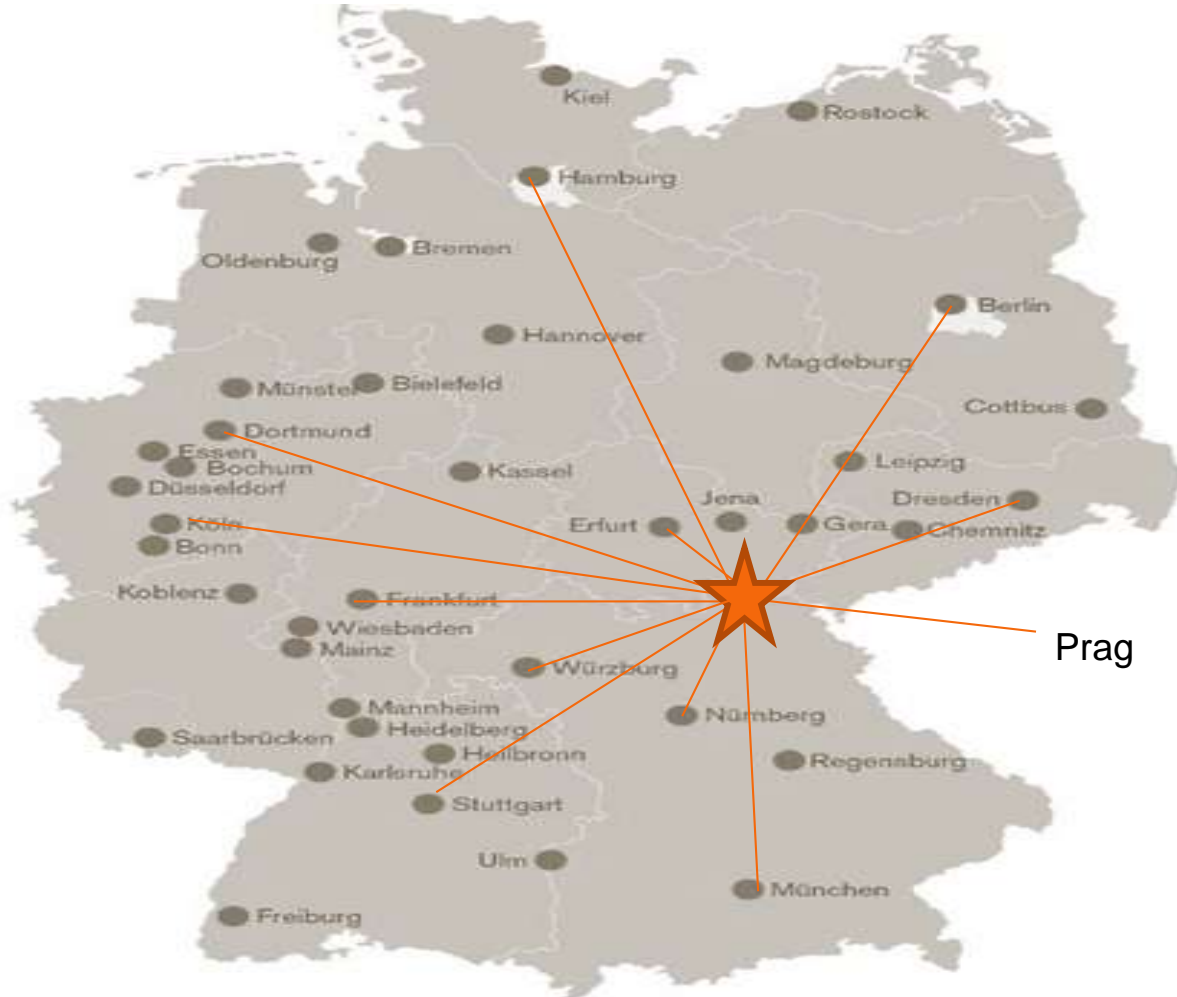 Kiel
Rostock
Hamburg
Oldenburg
Bremen
Berlin
Hannover
Magdeburg
Münster
Bielefeld
Cottbus
Dortmund
Essen
Bochum
Kassel
Leipzig
Düsseldorf
Dresden
Jena
Köln
Erfurt
Gera
Chemnitz
Bonn
Koblenz
Frankfurt
Wiesbaden
Mainz
Prag
Würzburg
Mannheim
Nürnberg
Heidelberg
Saarbrücken
Heilbronn
Regensburg
Karlsruhe
Stuttgart
Ulm
München
Freiburg